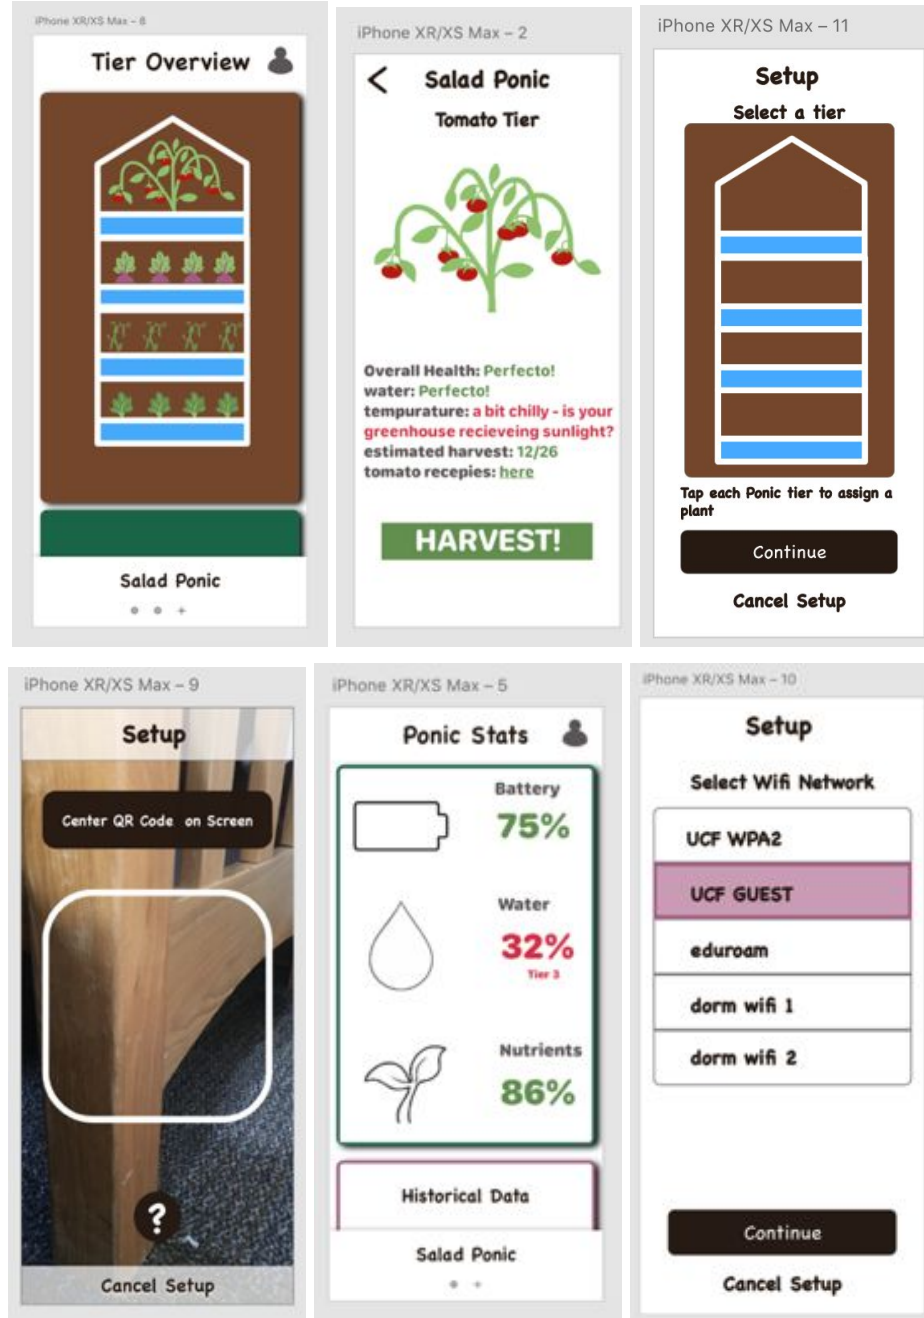 iPhone XR/XS Max – 6
Tier Overview
Salad Ponic
iPhone XR/XS Max – 2
<
Salad Ponic
Tomato Tier
Overall Health: Perfecto!
water: Perfecto!
tempurature: a bit chilly - is your
greenhouse recieveing sunlight?
estimated harvest: 12/26
tomato recepies: here
HARVEST!
iPhone XR/XS Max – 11
Setup
Select a tier
Tap each Ponic tier to assign a
plant
Continue
Cancel Setup
iPhone XR/XS Max – 9
Setup
Center QR Code on Screen
?
Cancel Setup
iPhone XR/XS Max – 5
Ponic Stats
Battery
75%
Water
32%
Tier 3
Nutrients
86%
Historical Data
Salad Ponic
iPhone XR/XS Max – 10
Setup
Select Wifi Network
UCF WPA2
UCF GUEST
eduroam
dorm wifi 1
dorm wifi 2
Continue
Cancel Setup